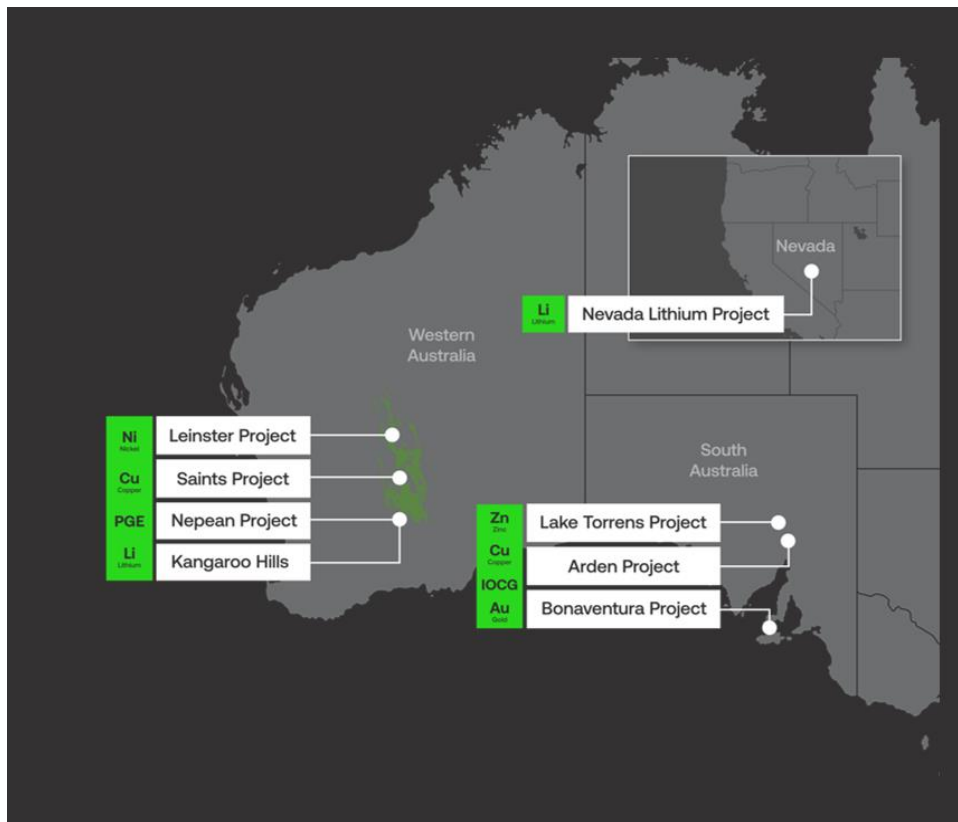 Nevada
Li
Lithium
Nevada Lithium Project
Western
Australia
Ni
Nickel
Cu
Copper
PGE
Li
Lithium
Leinster Project
Saints Project
Nepean Project
Kangaroo Hills
South
Australia
Zn
Zinc
Cu
Copper
IOCG
Au
Gold
Lake Torrens Project
Arden Project
Bonaventura Project